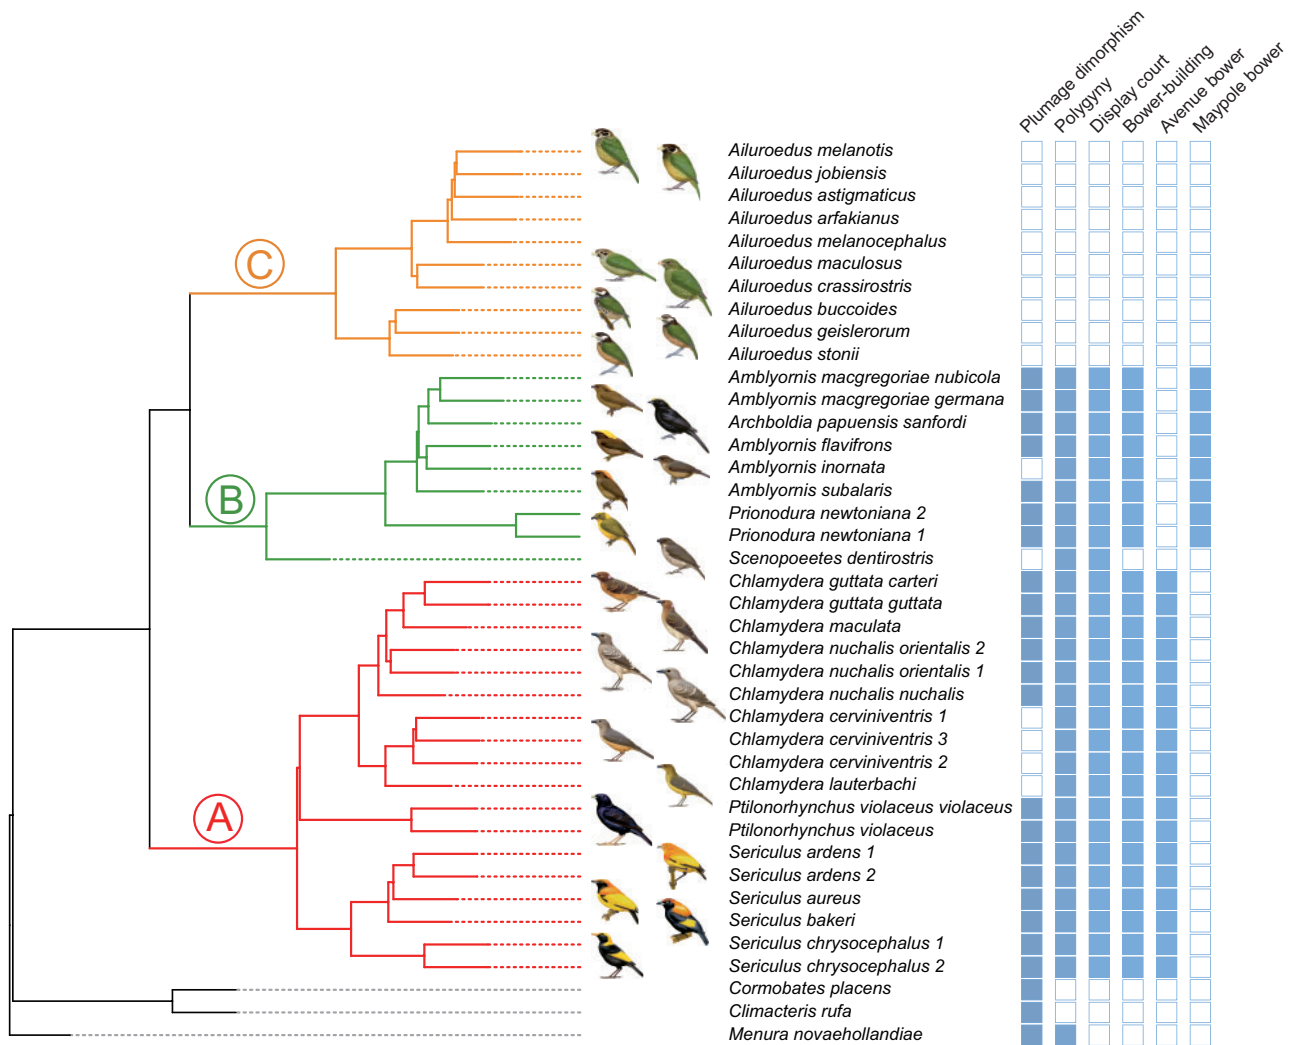 Plumage dimorphism
Polygyny
Display court
Bower-building
Avenue bower
Maypole bower
Ailuroedus melanotis
Ailuroedus jobiensis
Ailuroedus astigmaticus
Ailuroedus arfakianus
Ailuroedus melanocephalus
C
Ailuroedus maculosus
Ailuroedus crassirostris
Ailuroedus buccoides
Ailuroedus geislerorum
Ailuroedus stonii
Amblyornis macgregoriae nubicola
Amblyornis macgregoriae germana
Archboldia papuensis sanfordi
Amblyornis flavifrons
Amblyornis inornata
B
Amblyornis subalaris
Prionodura newtoniana 2
Prionodura newtoniana 1
Scenopoeetes dentirostris
Chlamydera guttata carteri
Chlamydera guttata guttata
Chlamydera maculata
Chlamydera nuchalis orientalis 2
Chlamydera nuchalis orientalis 1
Chlamydera nuchalis nuchalis
Chlamydera cerviniventris 1
Chlamydera cerviniventris 3
Chlamydera cerviniventris 2
Chlamydera lauterbachi
Ptilonorhynchus violaceus violaceus
A
Ptilonorhynchus violaceus
Sericulus ardens 1
Sericulus ardens 2
Sericulus aureus
Sericulus bakeri
Sericulus chrysocephalus 1
Sericulus chrysocephalus 2
Cormobates placens
Climacteris rufa
Menura novaehollandiae